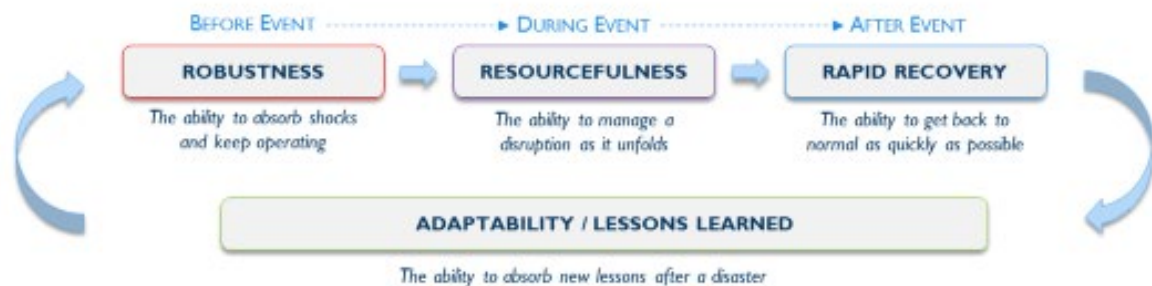 BEFORE EVENT
DURING EVENT
AFTER EVENT
ROBUSTNESS
RESOURCEFULNESS
RAPID RECOVERY
The ability to absorb shocks
and keep operating
The ability to manage a
disruption as it unfolds
The ability to get back to
normal as quickly as possible
ADAPTABILITY / LESSONS LEARNED
The ability to absorb new lessons after a disaster